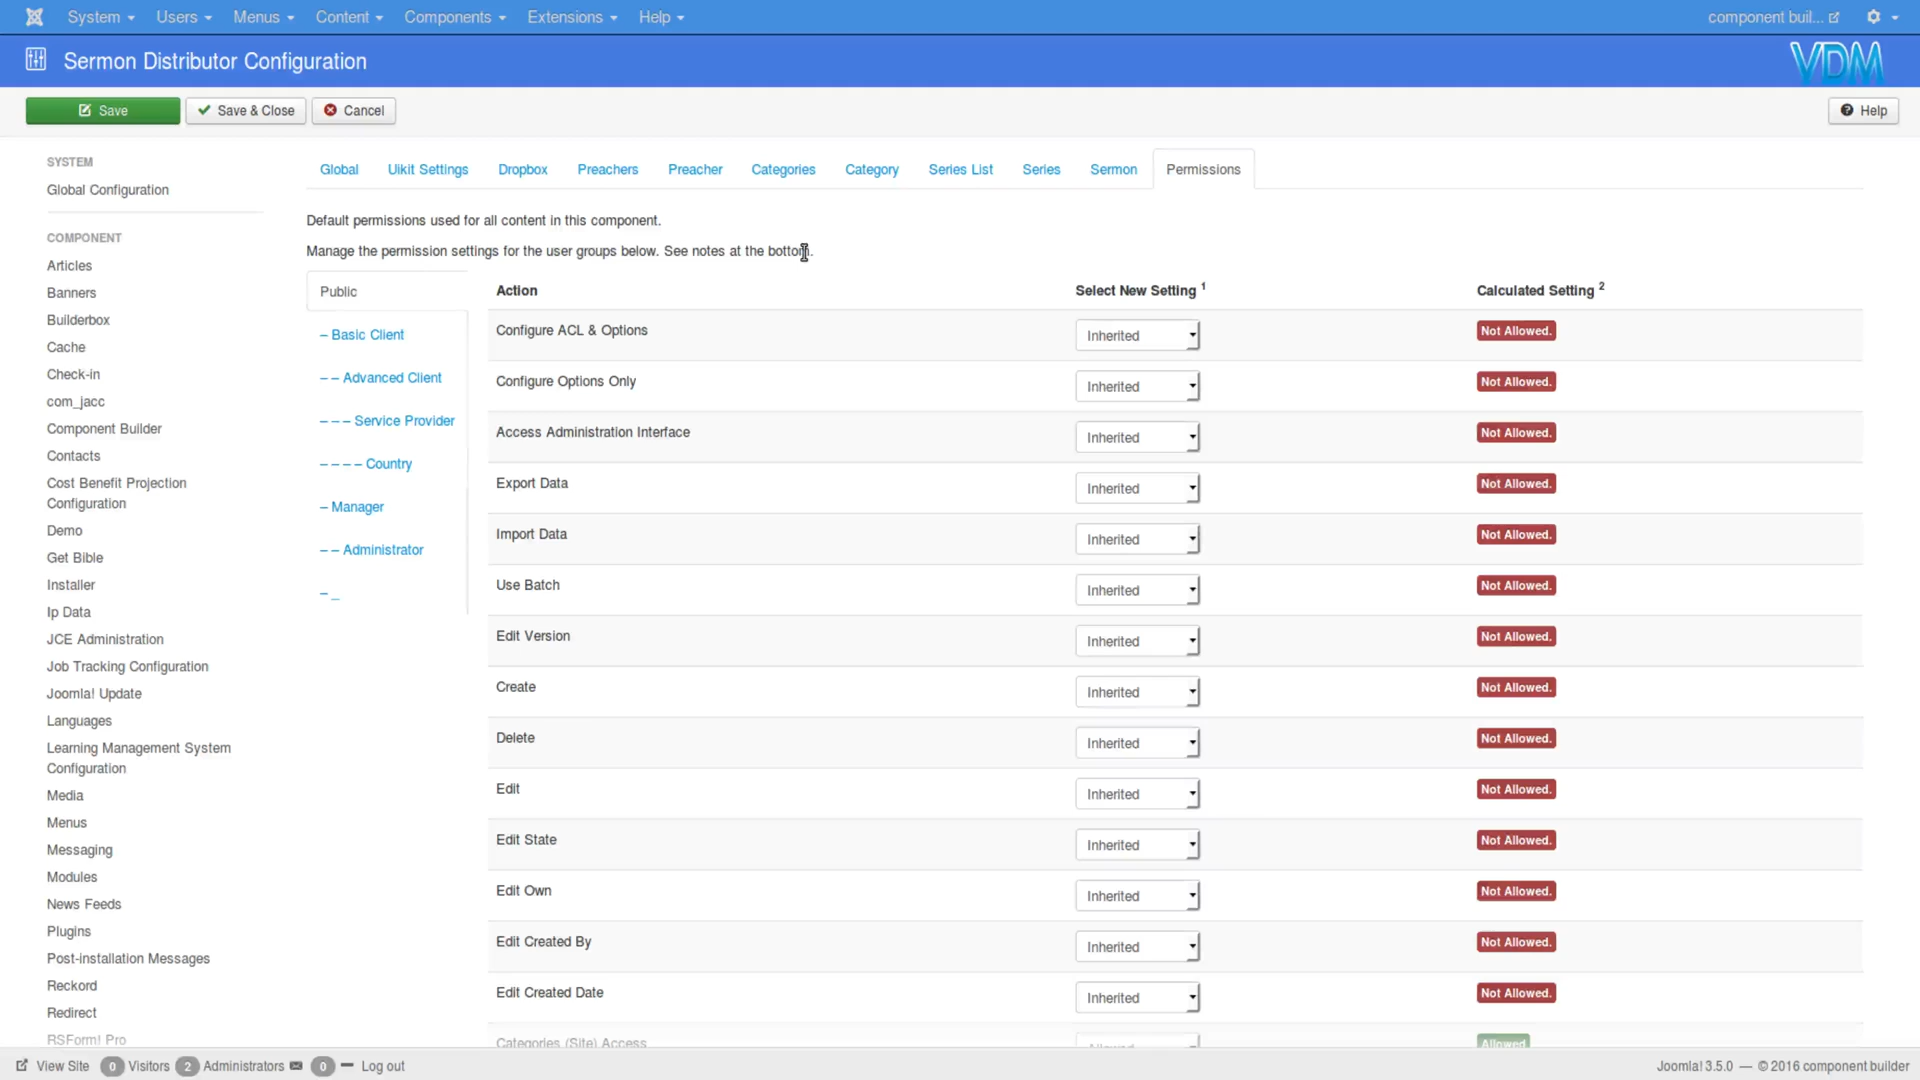 System Users Menus Content Components Extensions Help component buil...
Sermon Distributor Configuration VDM
Save Save & Close Cancel Help
SYSTEM
Global Configuration
COMPONENT
Articles
Banners
Builderbox
Cache
Check-in
com_jacc
Component Builder
Contacts
Cost Benefit Projection
Configuration
Demo
Get Bible
Installer
Ip Data
JCE Administration
Job Tracking Configuration
Joomla! Update
Languages
Learning Management System
Configuration
Media
Menus
Messaging
Modules
News Feeds
Plugins
Post-installation Messages
Reckord
Redirect
RSForm! Pro
Global Uikit Settings Dropbox Preachers Preacher Categories Category Series List Series Sermon Permissions
Default permissions used for all content in this component.
Manage the permission settings for the user groups below. See notes at the bottom.
Public
– Basic Client
– – Advanced Client
– – – Service Provider
– – – – Country
– Manager
– – Administrator
– _
Action Select New Setting 1 Calculated Setting 2
Configure ACL & Options Inherited Not Allowed.
Configure Options Only Inherited Not Allowed.
Access Administration Interface Inherited Not Allowed.
Export Data Inherited Not Allowed.
Import Data Inherited Not Allowed.
Use Batch Inherited Not Allowed.
Edit Version Inherited Not Allowed.
Create Inherited Not Allowed.
Delete Inherited Not Allowed.
Edit Inherited Not Allowed.
Edit State Inherited Not Allowed.
Edit Own Inherited Not Allowed.
Edit Created By Inherited Not Allowed.
Edit Created Date Inherited Not Allowed.
Categories (Site) Access Allowed Allowed
View Site 0 Visitors 2 Administrators 0 Log out Joomla! 3.5.0 — © 2016 component builder